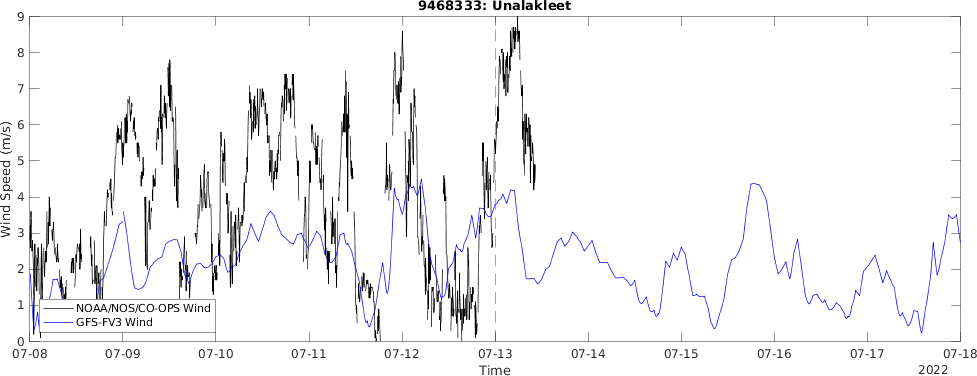 9468333: Unalakleet
Wind Speed (m/s)
9
8
7
6
5
4
3
2
1
0
NOAA/NOS/CO-OPS Wind
GFS-FV3 Wind
07-08 07-09 07-10 07-11 07-12 07-13 07-14 07-15 07-16 07-17 07-18
Time
2022